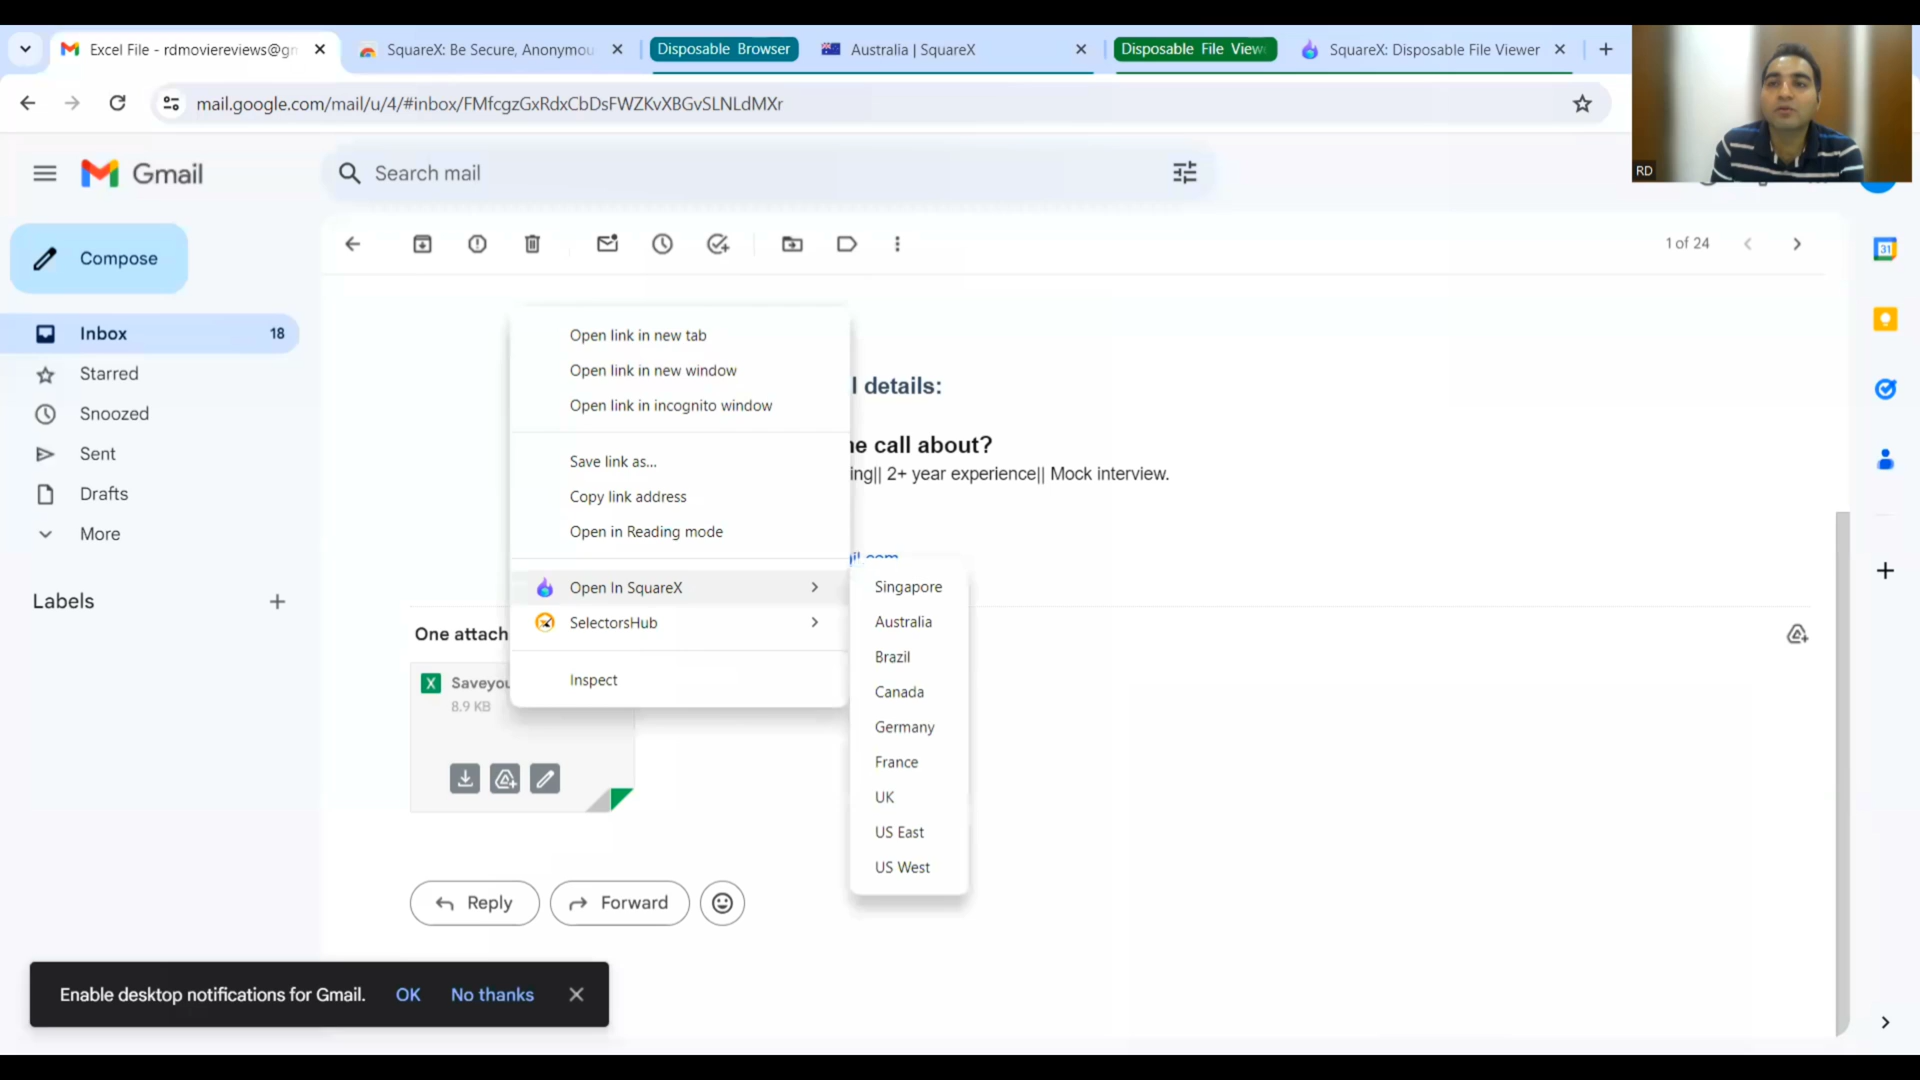 Excel File - rdmoviereviews@gm
SquareX: Be Secure, Anonymou
Disposable Browser
Australia | SquareX
Disposable File View
SquareX: Disposable File Viewer
mail.google.com/mail/u/4/#inbox/FMfcgzGxRdxCbDsFWZKvXBGvSLNLdMXr
RD
Gmail
Search mail
Compose
1 of 24
31
Inbox 18
Starred
Snoozed
Sent
Drafts
More
Labels
Open link in new tab
Open link in new window
Open link in incognito window
Save link as...
Copy link address
Open in Reading mode
Open In SquareX
SelectorsHub
Inspect
l details:
e call about?
ing|| 2+ year experience|| Mock interview.
il.com
Singapore
Australia
Brazil
Canada
Germany
France
UK
US East
US West
One attach
X Saveyou
8.9 KB
Reply
Forward
Enable desktop notifications for Gmail. OK No thanks